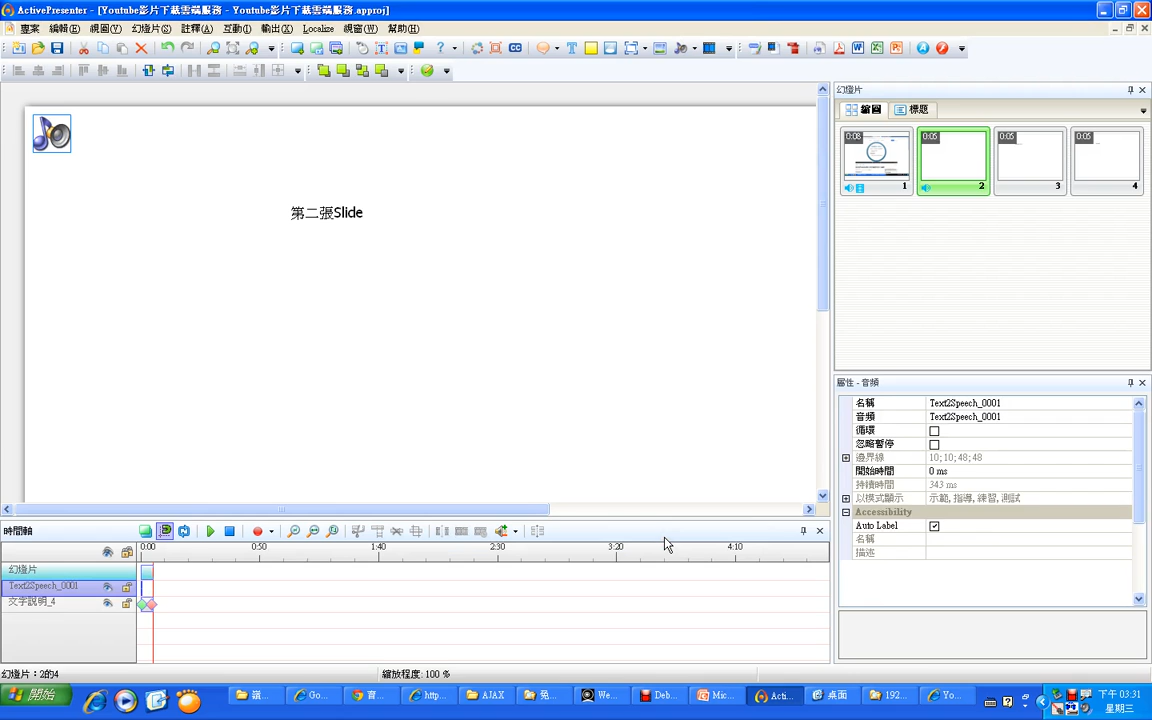 ActivePresenter - [Youtube影片下載雲端服務 - Youtube影片下載雲端服務.approj]
專案 編輯(E) 視圖(V) 幻燈片(S) 註釋(A) 互動(I) 輸出(X) Localize 視窗(W) 幫助(H)
幻燈片
縮圖 標題
0:08 0:05 0:05 0:05
1 2 3 4
第二張Slide
屬性 - 音頻
名稱 Text2Speech_0001
音頻 Text2Speech_0001
循環
忽略暫停
邊界線 10;10;48;48
開始時間 0 ms
持續時間 343 ms
以模式顯示 示範, 指導, 練習, 測試
Accessibility
Auto Label
名稱
描述
時間軸
0:00 0:50 1:40 2:30 3:20 4:10
幻燈片
Text2Speech_0001
文字說明_4
幻燈片：2的4 縮放程度: 100 %
開始 Go... http... AJAX We... Deb... Mic... Acti... 桌面 192... Yo... 下午 03:31
星期三